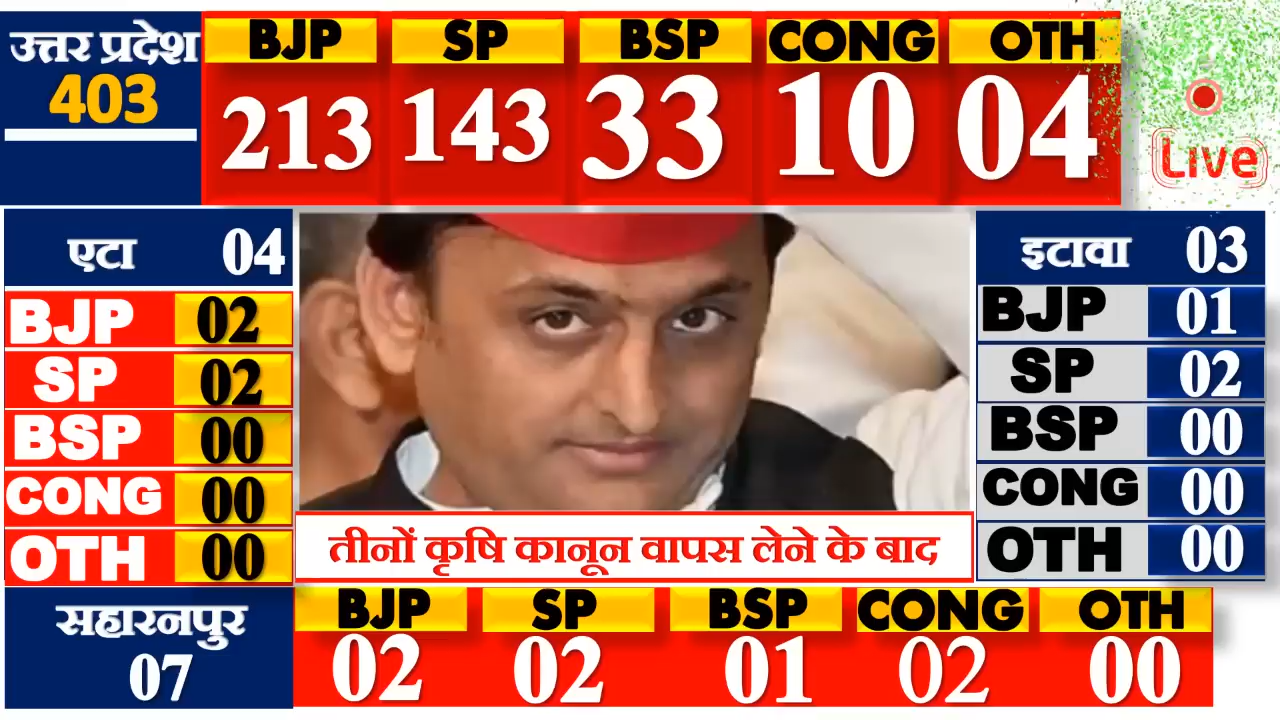 उत्तर प्रदेश
403
BJP SP BSP CONG OTH
213 143 33 10 04
Live
एटा 04
BJP 02
SP 02
BSP 00
CONG 00
OTH 00
इटावा 03
BJP 01
SP 02
BSP 00
CONG 00
OTH 00
तीनों कृषि कानून वापस लेने के बाद
सहारनपुर
07
BJP SP BSP CONG OTH
02 02 01 02 00